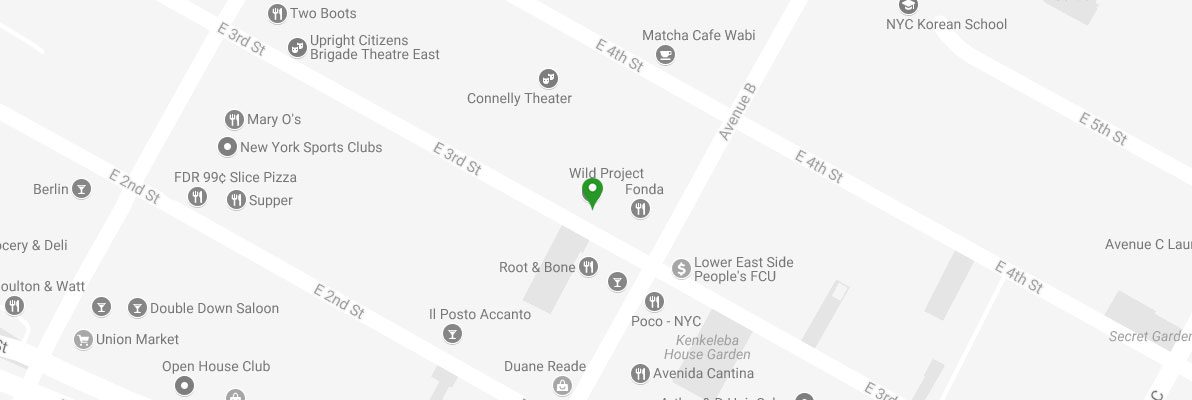 Two Boots
NYC Korean School
E 3rd St
Upright Citizens
Brigade Theatre East
Matcha Cafe Wabi
E 4th St
Connelly Theater
Avenue B
Mary O's
E 5th St
New York Sports Clubs
E 3rd St
E 4th St
Wild Project
FDR 99¢ Slice Pizza
E 2nd St
Berlin
Fonda
Supper
cery & Deli
Avenue C Lau
Root & Bone
Lower East Side
People's FCU
E 4th St
oulton & Watt
E 2nd St
Double Down Saloon
Il Posto Accanto
Poco - NYC
Union Market
Kenkeleba
House Garden
Secret Garden
St
Open House Club
Duane Reade
Avenida Cantina
E 3rd
C